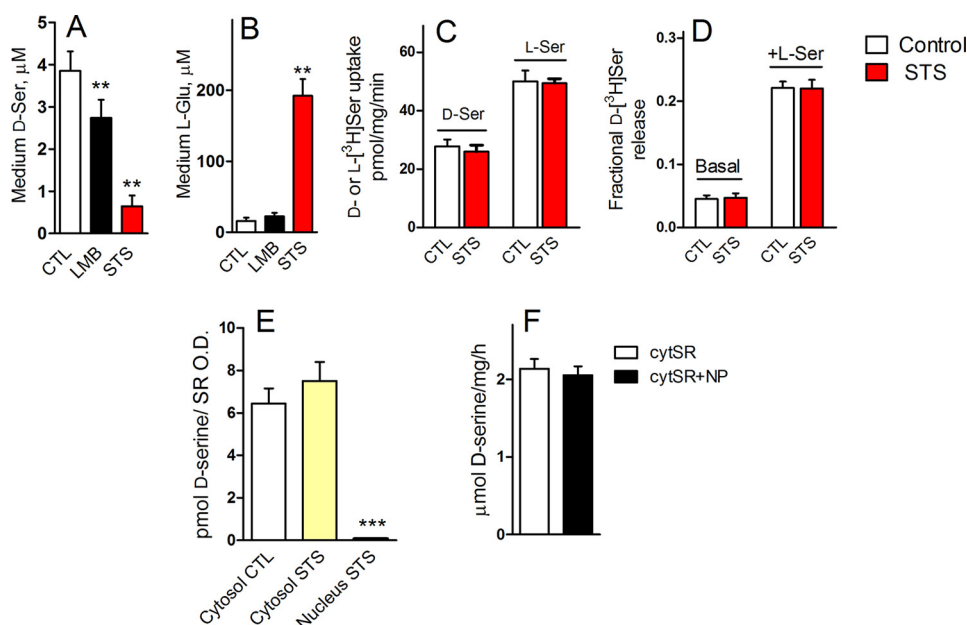 A
Medium D-Ser, μM
5
4
3
2
1
0
**
**
CTL
LMB
STS
B
Medium L-Glu, μM
200
100
0
**
CTL
LMB
STS
C
D- or L-[³H]Ser uptake
pmol/mg/min
60
40
20
0
D-Ser
L-Ser
CTL
STS
CTL
STS
D
Fractional D-[³H]Ser
release
0.3
0.2
0.1
0.0
Basal
+L-Ser
CTL
STS
CTL
STS
Control
STS
E
pmol D-serine/ SR O.D.
10
8
6
4
2
0
***
Cytosol CTL
Cytosol STS
Nucleus STS
F
μmol D-serine/mg/h
2
1
0
cytSR
cytSR+NP